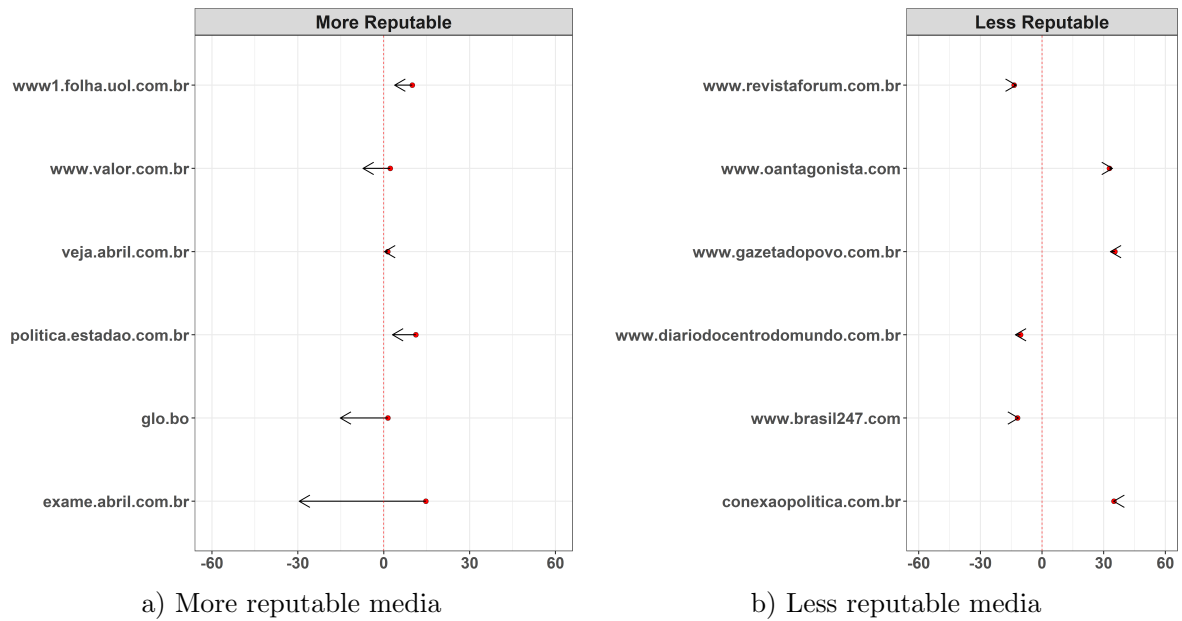 More Reputable
www1.folha.uol.com.br
www.valor.com.br
veja.abril.com.br
politica.estadao.com.br
glo.bo
exame.abril.com.br
-60 -30 0 30 60
a) More reputable media
Less Reputable
www.revistaforum.com.br
www.oantagonista.com
www.gazetadopovo.com.br
www.diariodocentrodomundo.com.br
www.brasil247.com
conexaopolitica.com.br
-60 -30 0 30 60
b) Less reputable media